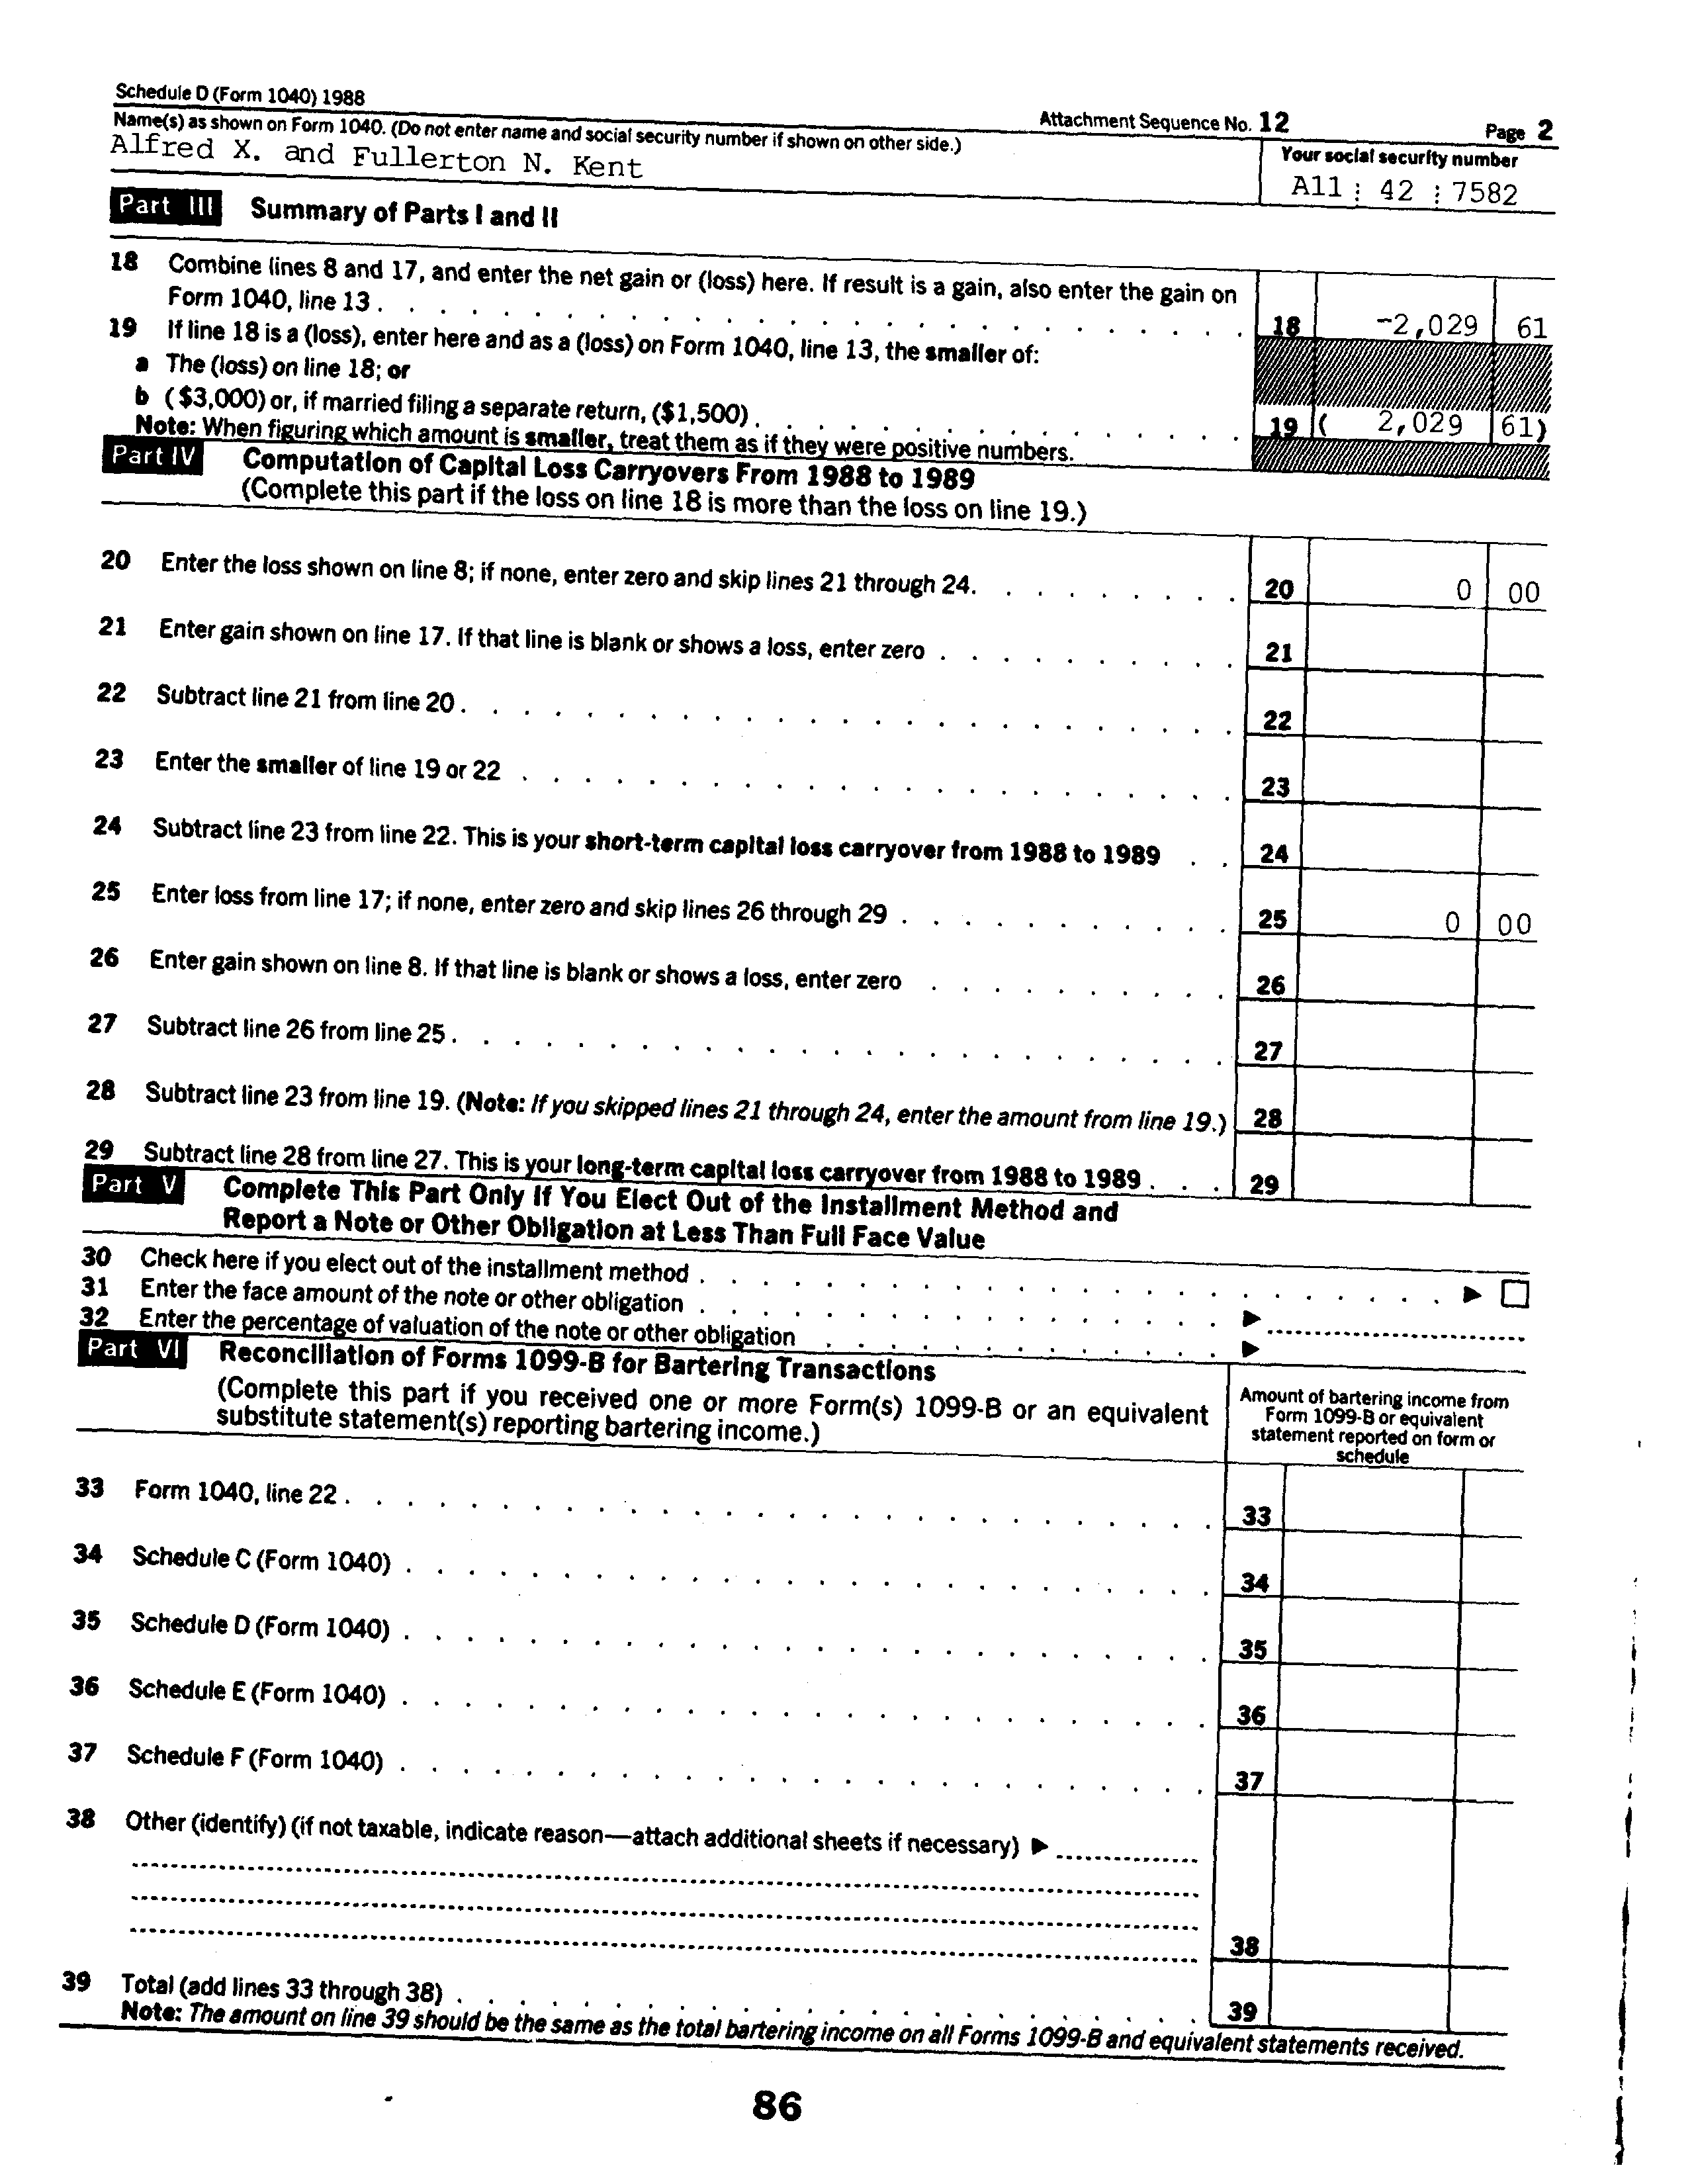 Schedule D (Form 1040) 1988 Attachment Sequence No. 12 Page 2
Name(s) as shown on Form 1040. (Do not enter name and social security number if shown on other side.) Your social security number
Alfred X. and Fullerton N. Kent A11 42 7582
Part III Summary of Parts I and II
18 Combine lines 8 and 17, and enter the net gain or (loss) here. If result is a gain, also enter the gain on
Form 1040, line 13 . . . . . . . . . . . . . . . . . . . . . . . . . . . 18 -2,029 61
19 If line 18 is a (loss), enter here and as a (loss) on Form 1040, line 13, the smaller of:
a The (loss) on line 18; or
b ($3,000) or, if married filing a separate return, ($1,500) . . . . . . . . . . . . . . . 19 ( 2,029 61)
Note: When figuring which amount is smaller, treat them as if they were positive numbers.
Part IV Computation of Capital Loss Carryovers From 1988 to 1989
(Complete this part if the loss on line 18 is more than the loss on line 19.)
20 Enter the loss shown on line 8; if none, enter zero and skip lines 21 through 24. . . . . . . . . 20 0 00
21 Enter gain shown on line 17. If that line is blank or shows a loss, enter zero . . . . . . . . . . 21
22 Subtract line 21 from line 20 . . . . . . . . . . . . . . . . . . . . . . . . . 22
23 Enter the smaller of line 19 or 22 . . . . . . . . . . . . . . . . . . . . . . . 23
24 Subtract line 23 from line 22. This is your short-term capital loss carryover from 1988 to 1989 . . 24
25 Enter loss from line 17; if none, enter zero and skip lines 26 through 29 . . . . . . . . . . . 25 0 00
26 Enter gain shown on line 8. If that line is blank or shows a loss, enter zero . . . . . . . . . . 26
27 Subtract line 26 from line 25 . . . . . . . . . . . . . . . . . . . . . . . . . 27
28 Subtract line 23 from line 19. (Note: If you skipped lines 21 through 24, enter the amount from line 19.) 28
29 Subtract line 28 from line 27. This is your long-term capital loss carryover from 1988 to 1989 . . . 29
Part V Complete This Part Only If You Elect Out of the Installment Method and
Report a Note or Other Obligation at Less Than Full Face Value
30 Check here if you elect out of the installment method . . . . . . . . . . . . . . . . . . . . . . . . ▶ □
31 Enter the face amount of the note or other obligation . . . . . . . . . . . . . . . . . ▶
32 Enter the percentage of valuation of the note or other obligation . . . . . . . . . . . . . ▶
Part VI Reconciliation of Forms 1099-B for Bartering Transactions
(Complete this part if you received one or more Form(s) 1099-B or an equivalent
substitute statement(s) reporting bartering income.)
Amount of bartering income from
Form 1099-B or equivalent
statement reported on form or
schedule
33 Form 1040, line 22 . . . . . . . . . . . . . . . . . . . . . . . . . . . . 33
34 Schedule C (Form 1040) . . . . . . . . . . . . . . . . . . . . . . . . . . 34
35 Schedule D (Form 1040) . . . . . . . . . . . . . . . . . . . . . . . . . . 35
36 Schedule E (Form 1040) . . . . . . . . . . . . . . . . . . . . . . . . . . 36
37 Schedule F (Form 1040) . . . . . . . . . . . . . . . . . . . . . . . . . . 37
38 Other (identify) (if not taxable, indicate reason—attach additional sheets if necessary) ▶
38
39 Total (add lines 33 through 38) . . . . . . . . . . . . . . . . . . . . . . . . 39
Note: The amount on line 39 should be the same as the total bartering income on all Forms 1099-B and equivalent statements received.
86